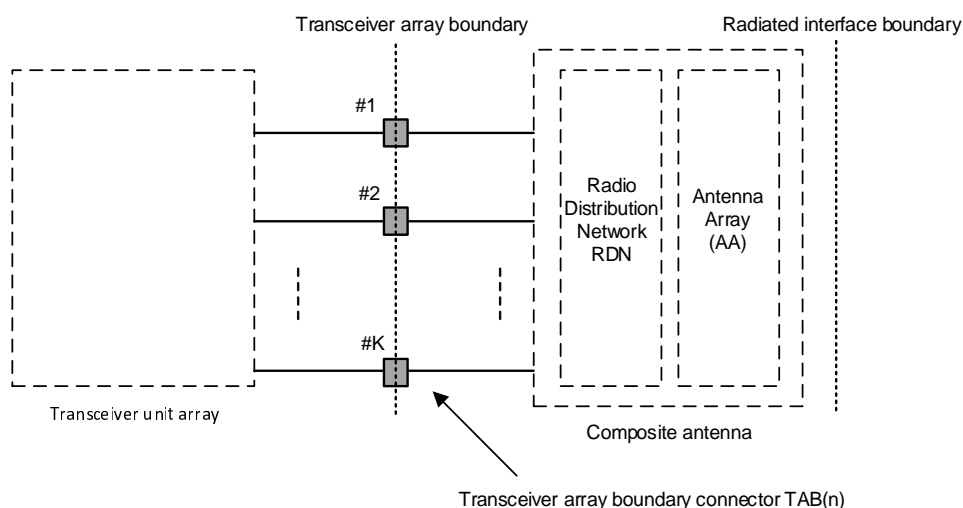 Transceiver array boundary
Radiated interface boundary
#1
#2
#K
Radio
Distribution
Network
RDN
Antenna
Array
(AA)
Transceiver unit array
Composite antenna
Transceiver array boundary connector TAB(n)